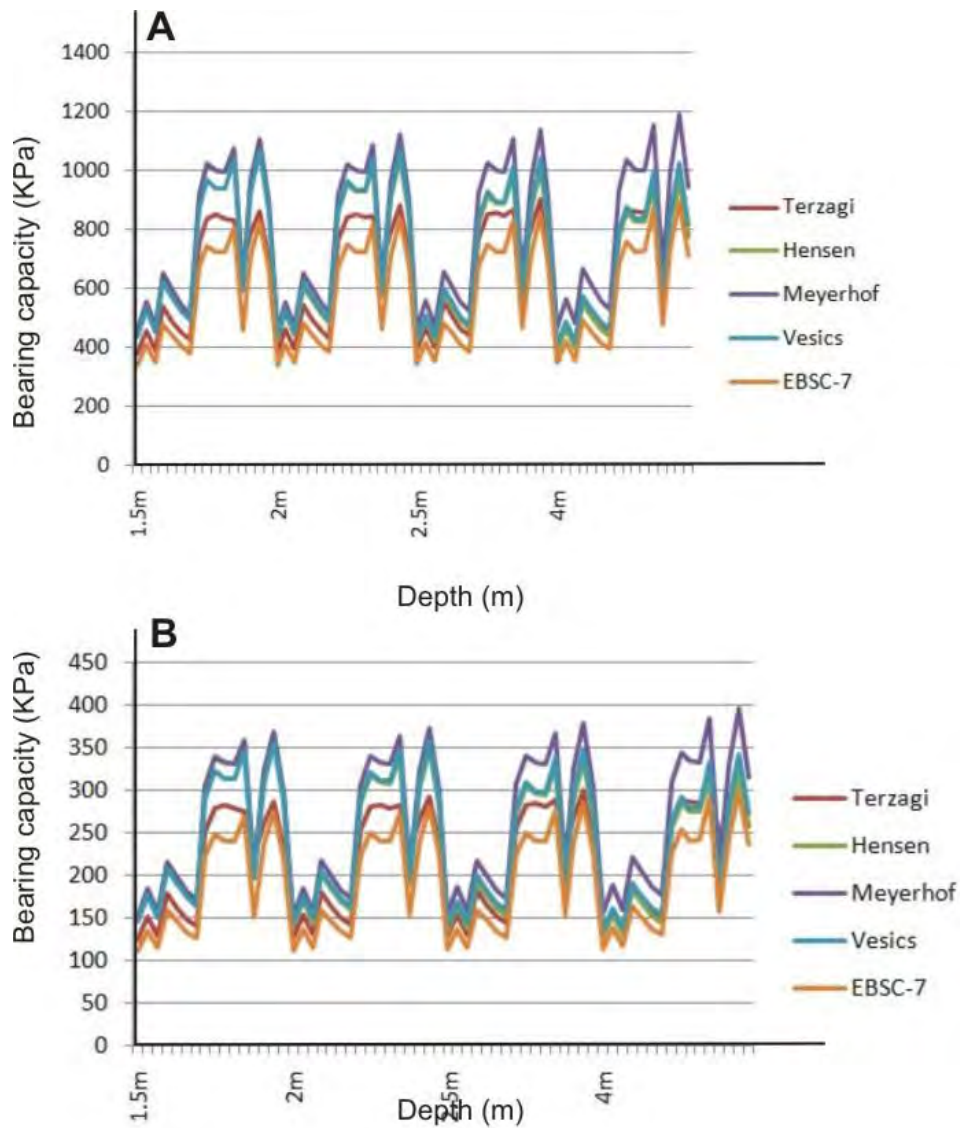 A
Bearing capacity (KPa)
1400
1200
1000
800
600
400
200
0
1.5m
2m
2.5m
4m
Depth (m)
Terzagi
Hensen
Meyerhof
Vesics
EBSC-7
B
Bearing capacity (KPa)
450
400
350
300
250
200
150
100
50
0
1.5m
2m
2.5m
4m
Depth (m)
Terzagi
Hensen
Meyerhof
Vesics
EBSC-7